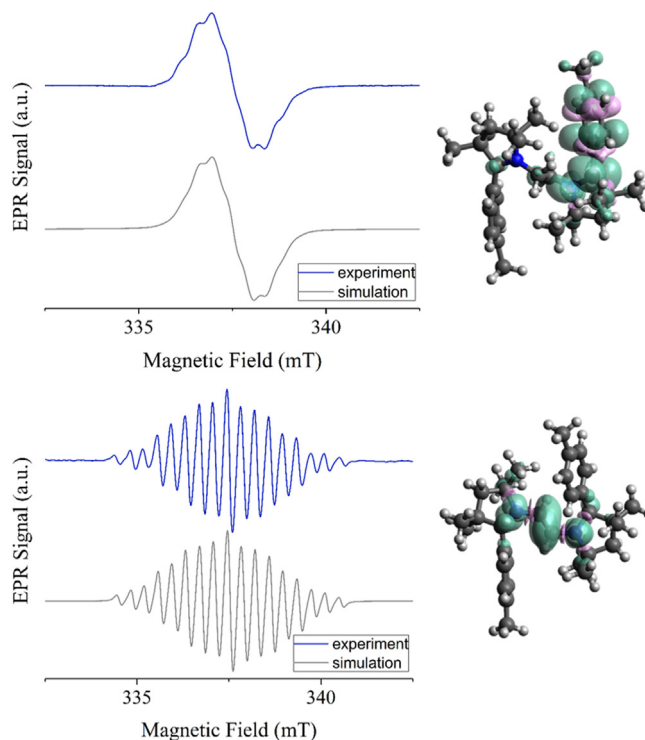 EPR Signal (a.u.)
experiment
simulation
335
340
Magnetic Field (mT)
EPR Signal (a.u.)
experiment
simulation
335
340
Magnetic Field (mT)